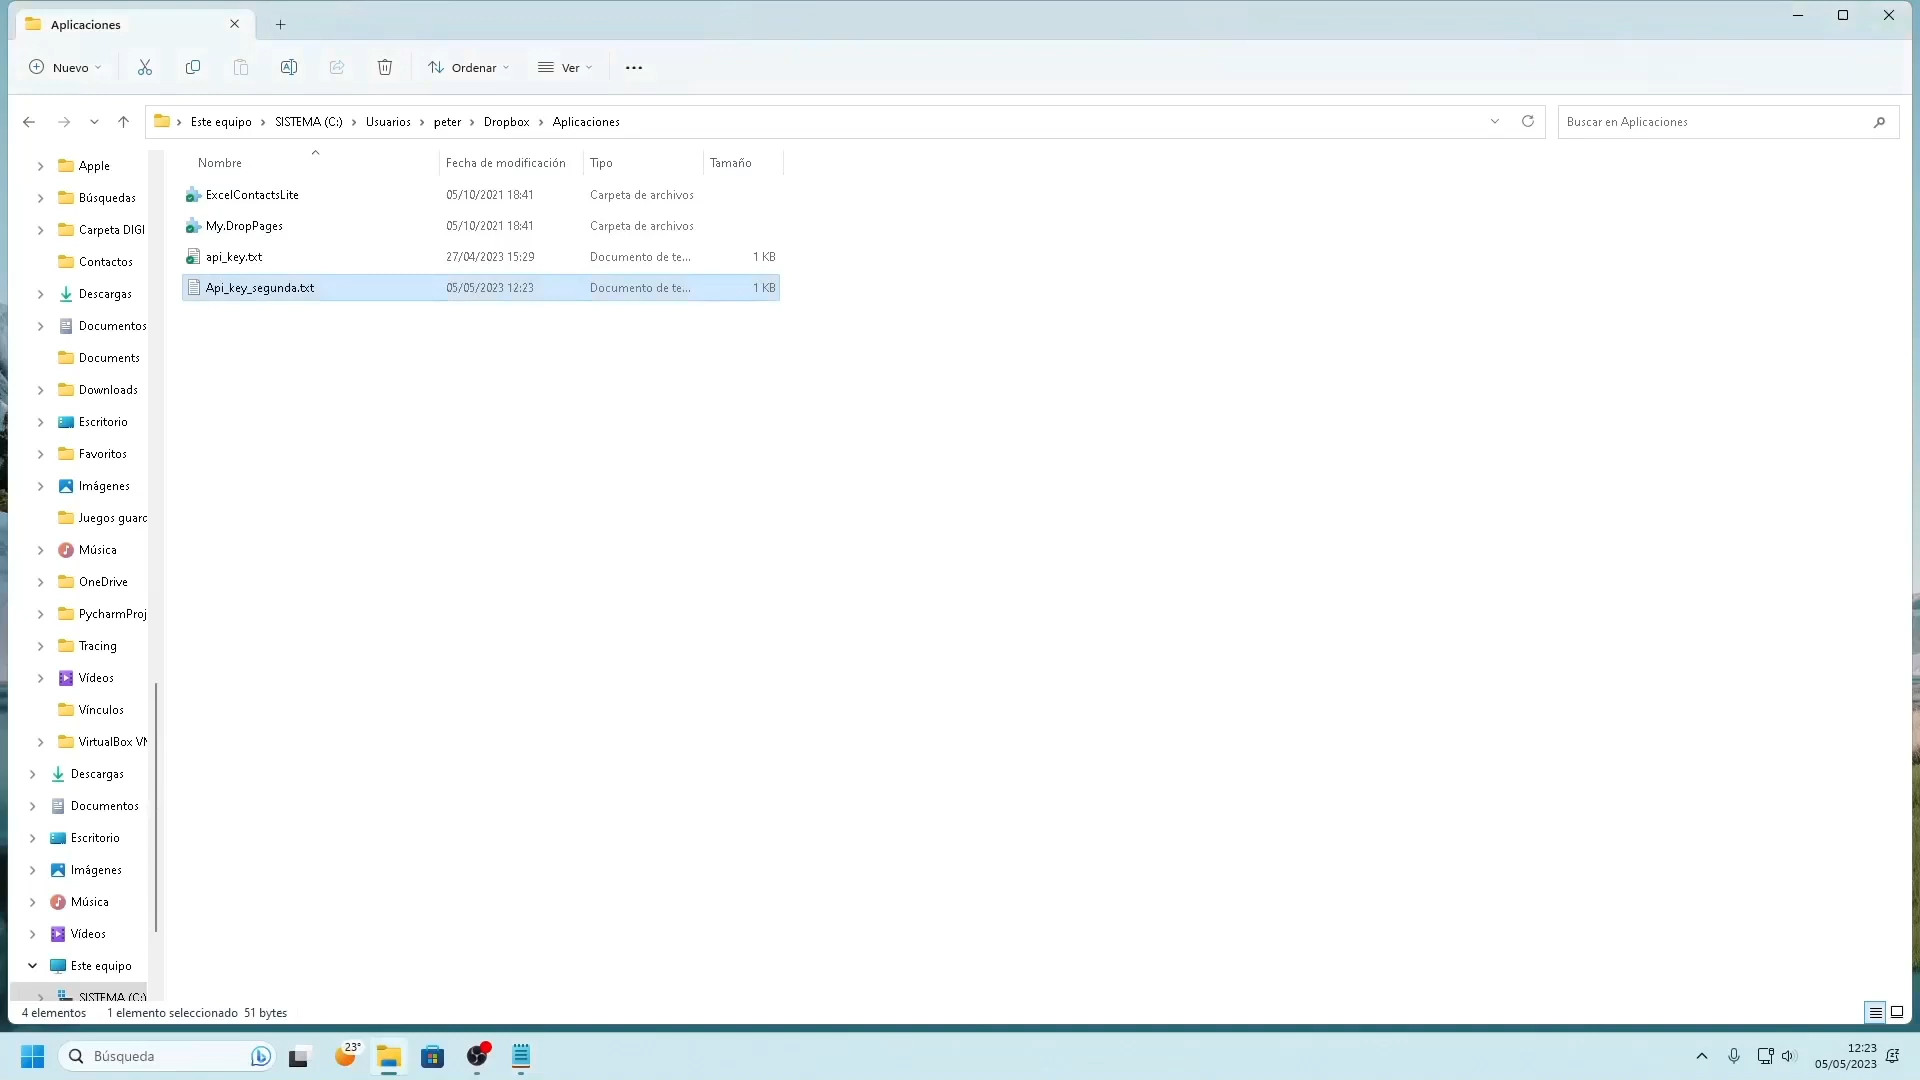 Aplicaciones
Nuevo
Ordenar
Ver
Este equipo SISTEMA (C:) Usuarios peter Dropbox Aplicaciones
Buscar en Aplicaciones
Nombre Fecha de modificación Tipo Tamaño
ExcelContactsLite 05/10/2021 18:41 Carpeta de archivos
My.DropPages 05/10/2021 18:41 Carpeta de archivos
api_key.txt 27/04/2023 15:29 Documento de te... 1 KB
Api_key_segunda.txt 05/05/2023 12:23 Documento de te... 1 KB
Apple
Búsquedas
Carpeta DIGI
Contactos
Descargas
Documentos
Documents
Downloads
Escritorio
Favoritos
Imágenes
Juegos guarc
Música
OneDrive
PycharmProj
Tracing
Vídeos
Vínculos
VirtualBox VM
Descargas
Documentos
Escritorio
Imágenes
Música
Vídeos
Este equipo
SISTEMA (C:)
4 elementos 1 elemento seleccionado 51 bytes
Búsqueda
23°
12:23
05/05/2023